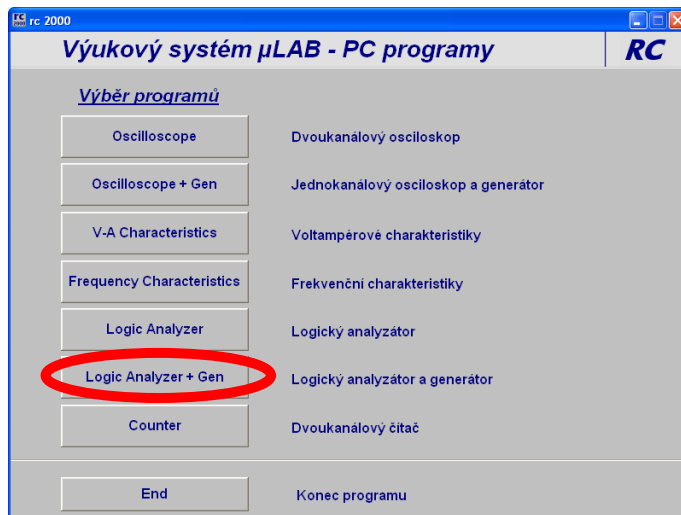 rc 2000
Výukový systém µLAB - PC programy RC
Výběr programů
Oscilloscope Dvoukanálový osciloskop
Oscilloscope + Gen Jednokanálový osciloskop a generátor
V-A Characteristics Voltampérové charakteristiky
Frequency Characteristics Frekvenční charakteristiky
Logic Analyzer Logický analyzátor
Logic Analyzer + Gen Logický analyzátor a generátor
Counter Dvoukanálový čítač
End Konec programu